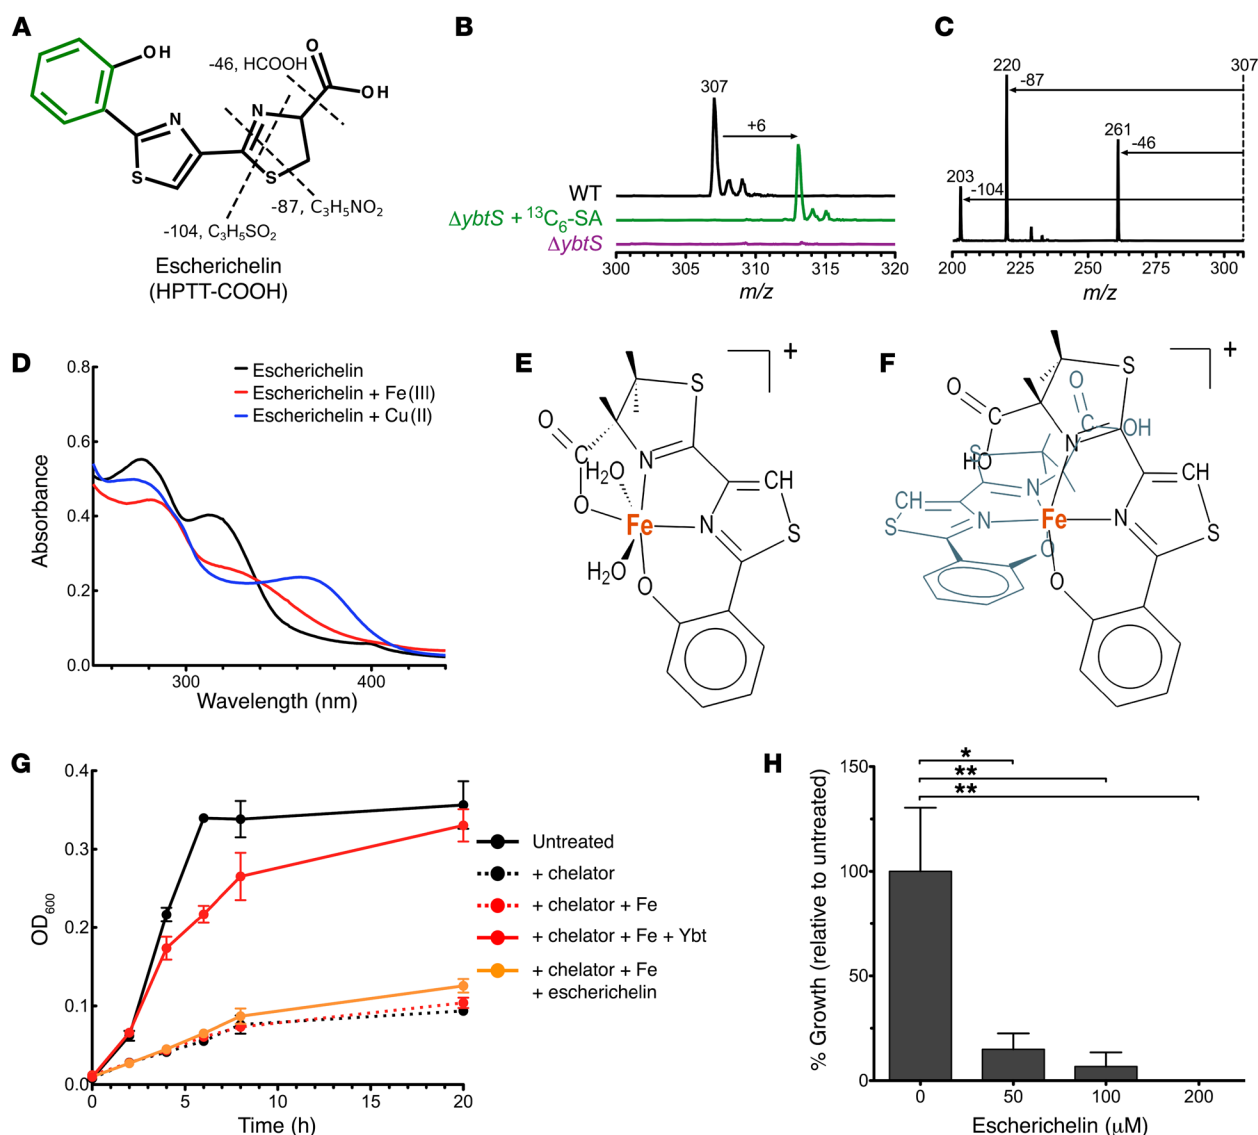 A
OH
-46, HCOOH
O
OH
N
N
S
S
-87, C3H5NO2
-104, C3H5SO2
Escherichelin
(HPTT-COOH)
B
307
+6
WT
ΔybtS + 13C6-SA
ΔybtS
300 305 310 315 320
m/z
C
220
307
-87
261
-46
203
-104
200 225 250 275 300
m/z
D
0.8
0.6
0.4
0.2
0.0
Absorbance
Escherichelin
Escherichelin + Fe(III)
Escherichelin + Cu(II)
300 400
Wavelength (nm)
E
+
S
O
C
H2O
N
O
Fe
N
CH
S
H2O
O
F
+
S
O
O
C
C
OH
HO
S
N
N
CH
CH
S
N
Fe
N
S
O
O
G
0.4
0.3
0.2
0.1
0.0
OD600
0 5 10 15 20
Time (h)
Untreated
+ chelator
+ chelator + Fe
+ chelator + Fe + Ybt
+ chelator + Fe
+ escherichelin
H
*
**
**
150
100
50
0
% Growth (relative to untreated)
0 50 100 200
Escherichelin (μM)